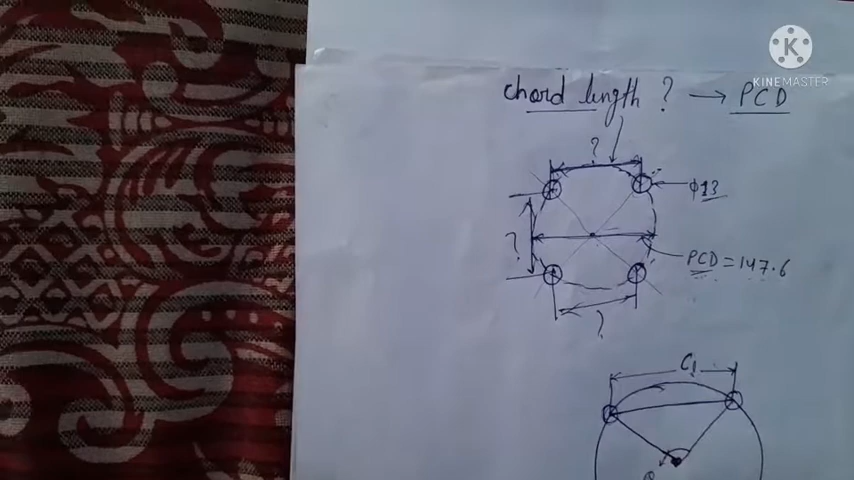 KINEMASTER
chord length ? → PCD
?
φ13
?
PCD = 147.6
?
C1
θ